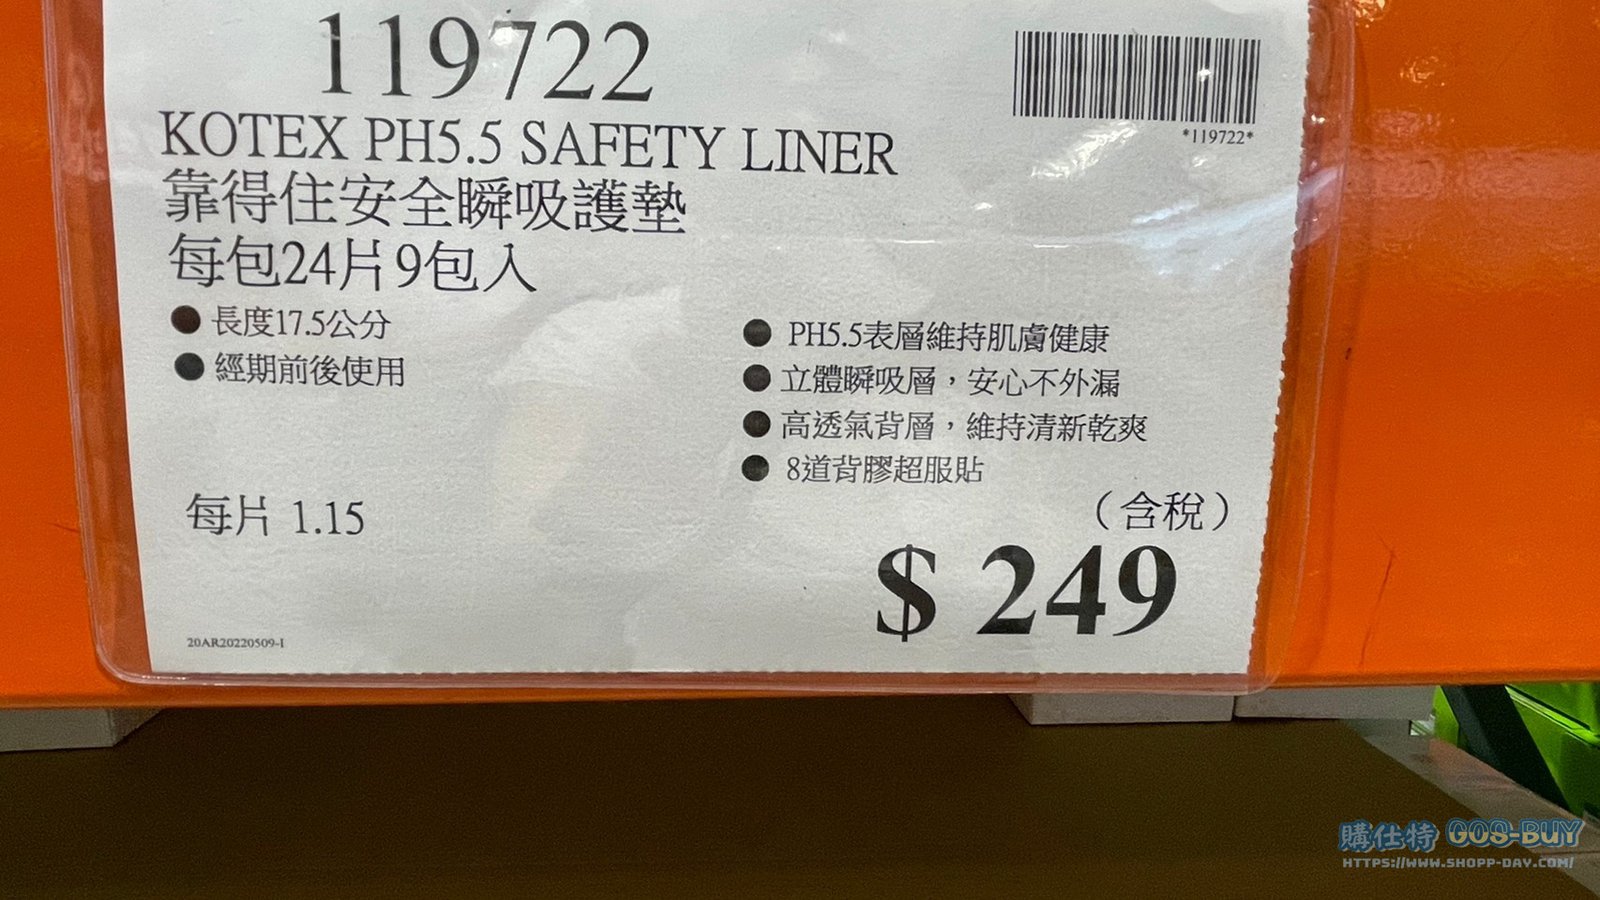 119722
*119722*
KOTEX PH5.5 SAFETY LINER
靠得住安全瞬吸護墊
每包24片9包入
●長度17.5公分
●經期前後使用
●PH5.5表層維持肌膚健康
●立體瞬吸層，安心不外漏
●高透氣背層，維持清新乾爽
●8道背膠超服貼
每片 1.15
（含稅）
$ 249
20AR20220509-1
購仕特 GOS-BUY
HTTPS://WWW.SHOPP-DAY.COM/